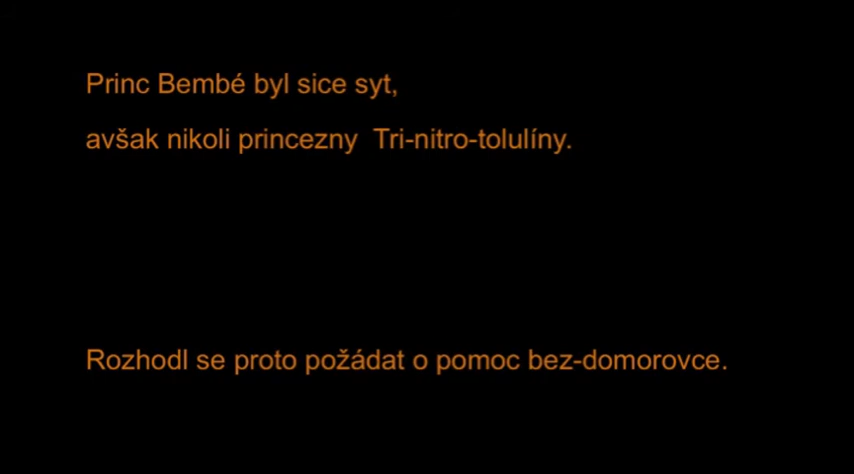 Princ Bembé byl sice syt,
avšak nikoli princezny Tri-nitro-tolulíny.
Rozhodl se proto požádat o pomoc bez-domorovce.